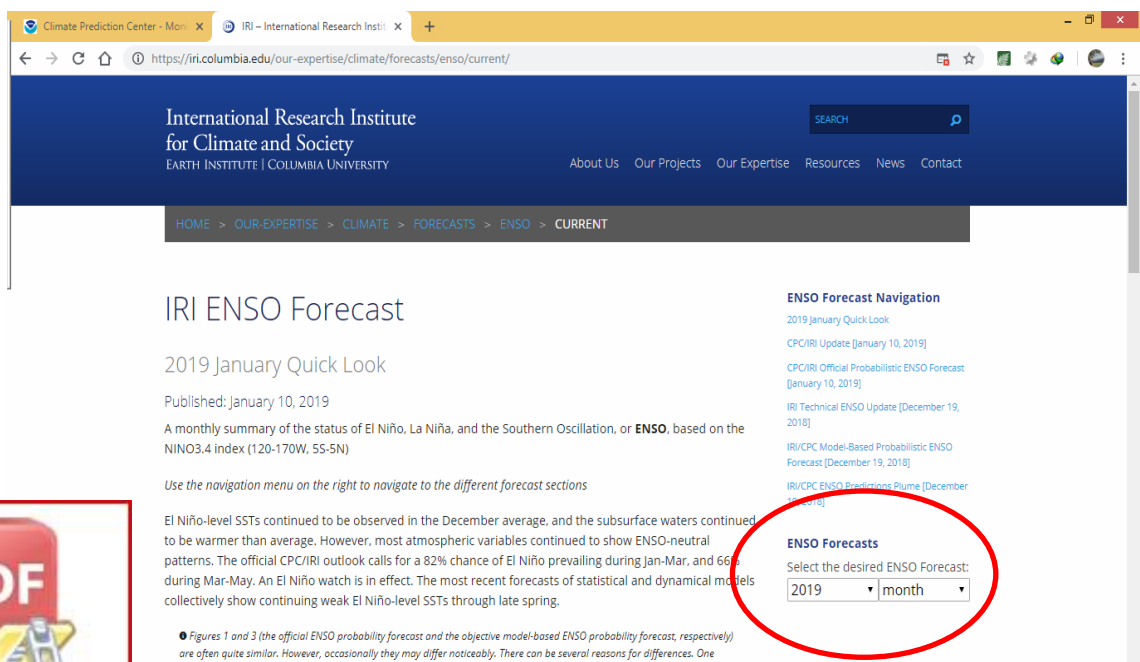 Climate Prediction Center - Mon
IRI – International Research Instit
https://iri.columbia.edu/our-expertise/climate/forecasts/enso/current/
International Research Institute
for Climate and Society
EARTH INSTITUTE | COLUMBIA UNIVERSITY
SEARCH
About Us Our Projects Our Expertise Resources News Contact
HOME > OUR-EXPERTISE > CLIMATE > FORECASTS > ENSO > CURRENT
IRI ENSO Forecast
2019 January Quick Look
Published: January 10, 2019
A monthly summary of the status of El Niño, La Niña, and the Southern Oscillation, or ENSO, based on the
NINO3.4 index (120-170W, 5S-5N)
Use the navigation menu on the right to navigate to the different forecast sections
El Niño-level SSTs continued to be observed in the December average, and the subsurface waters continued
to be warmer than average. However, most atmospheric variables continued to show ENSO-neutral
patterns. The official CPC/IRI outlook calls for a 82% chance of El Niño prevailing during Jan-Mar, and 66%
during Mar-May. An El Niño watch is in effect. The most recent forecasts of statistical and dynamical models
collectively show continuing weak El Niño-level SSTs through late spring.
Figures 1 and 3 (the official ENSO probability forecast and the objective model-based ENSO probability forecast, respectively)
are often quite similar. However, occasionally they may differ noticeably. There can be several reasons for differences. One
ENSO Forecast Navigation
2019 January Quick Look
CPC/IRI Update [January 10, 2019]
CPC/IRI Official Probabilistic ENSO Forecast
[January 10, 2019]
IRI Technical ENSO Update [December 19,
2018]
IRI/CPC Model-Based Probabilistic ENSO
Forecast [December 19, 2018]
IRI/CPC ENSO Predictions Plume [December
2018]
ENSO Forecasts
Select the desired ENSO Forecast:
2019 month
DF